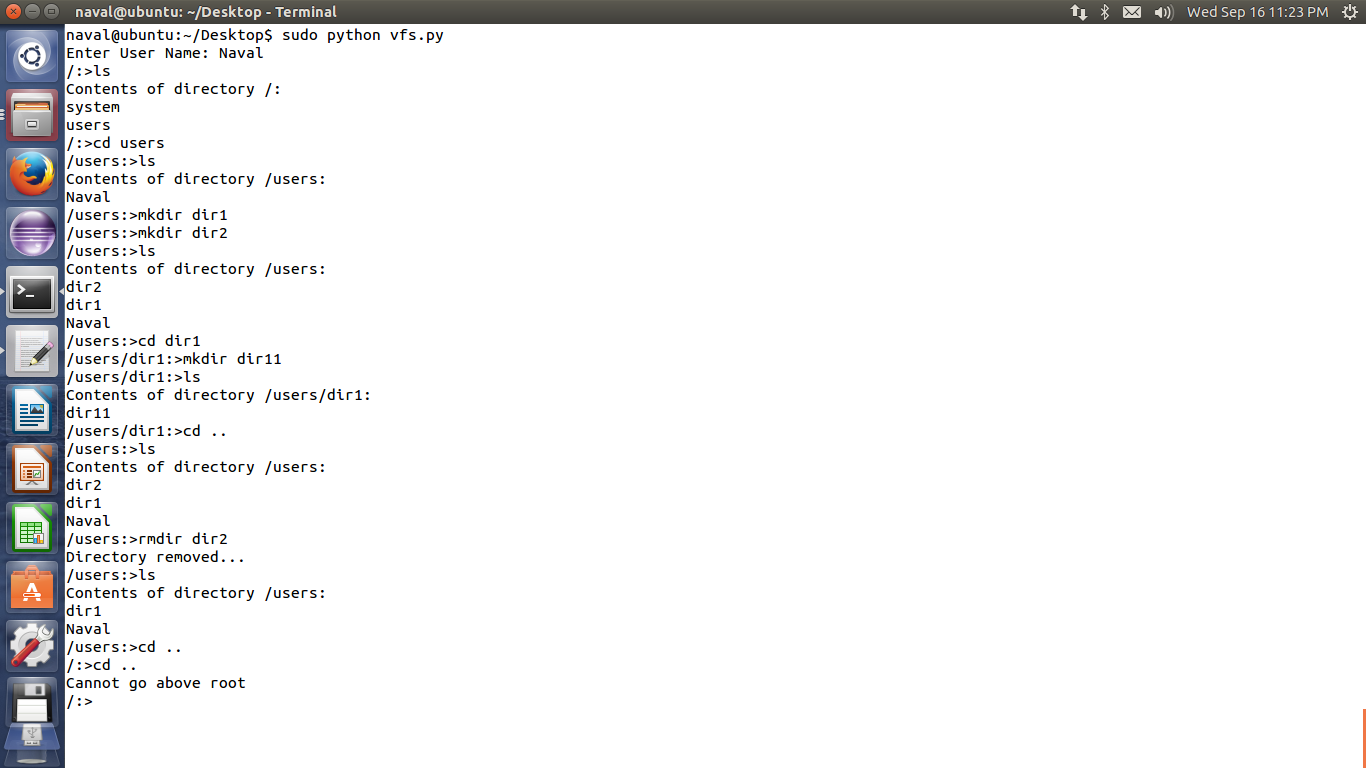 naval@ubuntu: ~/Desktop - Terminal
Wed Sep 16 11:23 PM
naval@ubuntu:~/Desktop$ sudo python vfs.py
Enter User Name: Naval
/:>ls
Contents of directory /:
system
users
/:>cd users
/users:>ls
Contents of directory /users:
Naval
/users:>mkdir dir1
/users:>mkdir dir2
/users:>ls
Contents of directory /users:
dir2
dir1
Naval
/users:>cd dir1
/users/dir1:>mkdir dir11
/users/dir1:>ls
Contents of directory /users/dir1:
dir11
/users/dir1:>cd ..
/users:>ls
Contents of directory /users:
dir2
dir1
Naval
/users:>rmdir dir2
Directory removed...
/users:>ls
Contents of directory /users:
dir1
Naval
/users:>cd ..
/:>cd ..
Cannot go above root
/:>